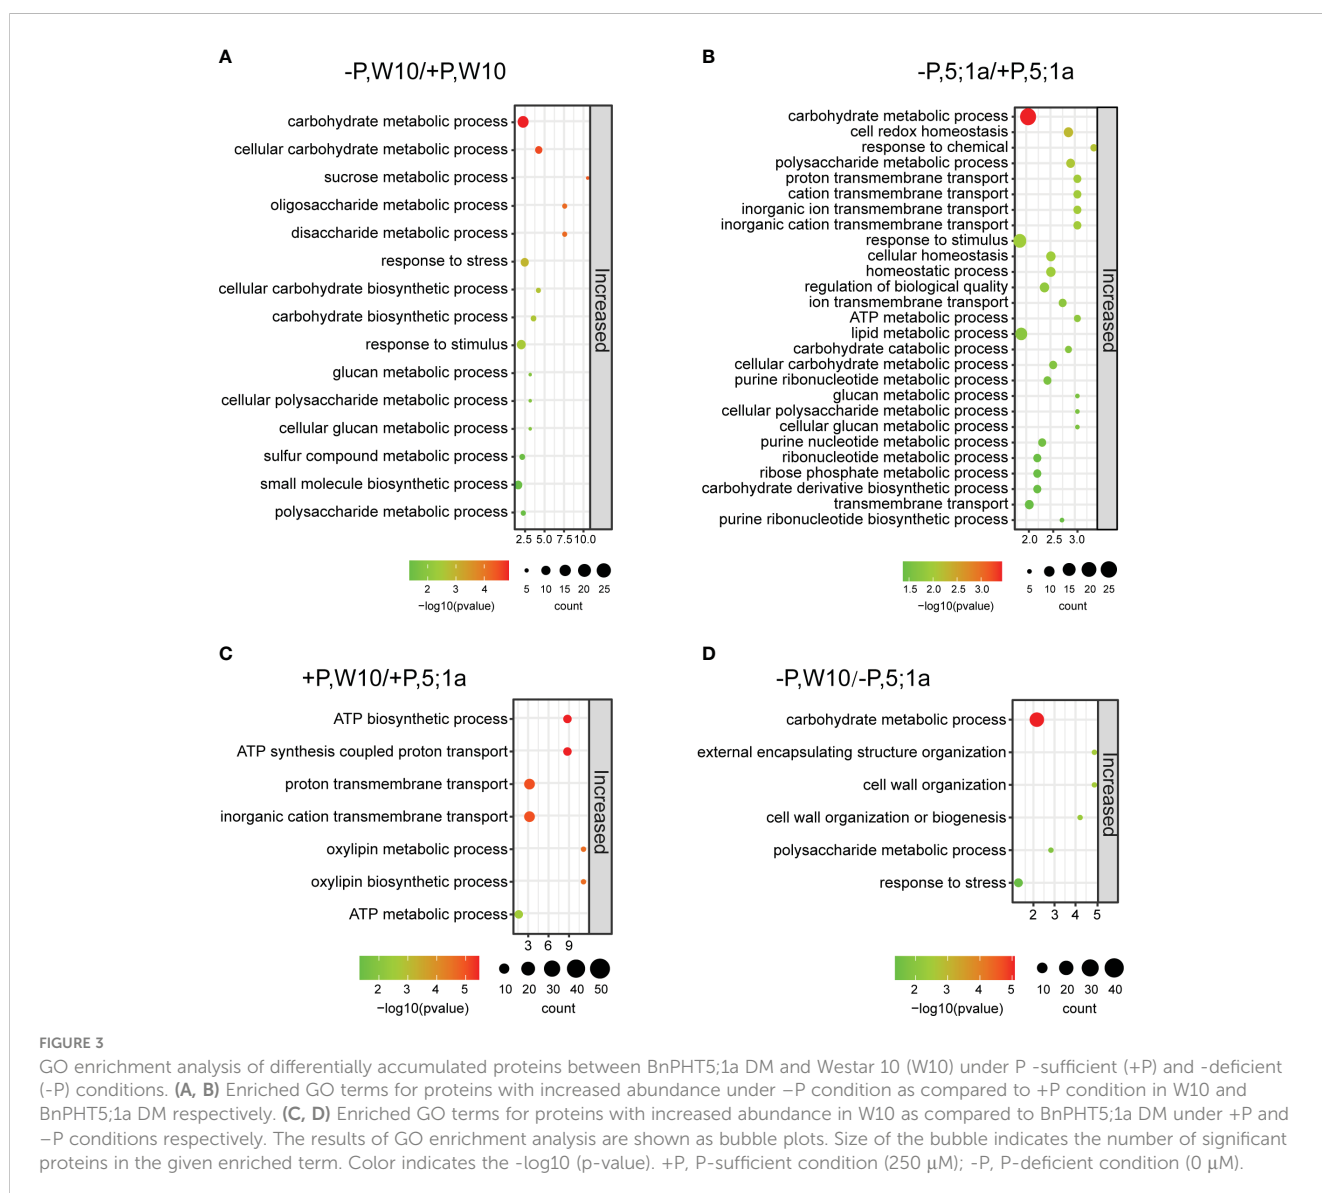 A
-P,W10/+P,W10
carbohydrate metabolic process
cellular carbohydrate metabolic process
sucrose metabolic process
oligosaccharide metabolic process
disaccharide metabolic process
response to stress
cellular carbohydrate biosynthetic process
carbohydrate biosynthetic process
response to stimulus
glucan metabolic process
cellular polysaccharide metabolic process
cellular glucan metabolic process
sulfur compound metabolic process
small molecule biosynthetic process
polysaccharide metabolic process
Increased
2.5 5.0 7.5 10.0
2 3 4
−log10(pvalue)
5 10 15 20 25
count
B
-P,5;1a/+P,5;1a
carbohydrate metabolic process
cell redox homeostasis
response to chemical
polysaccharide metabolic process
proton transmembrane transport
cation transmembrane transport
inorganic ion transmembrane transport
inorganic cation transmembrane transport
response to stimulus
cellular homeostasis
homeostatic process
regulation of biological quality
ion transmembrane transport
ATP metabolic process
lipid metabolic process
carbohydrate catabolic process
cellular carbohydrate metabolic process
purine ribonucleotide metabolic process
glucan metabolic process
cellular polysaccharide metabolic process
cellular glucan metabolic process
purine nucleotide metabolic process
ribonucleotide metabolic process
ribose phosphate metabolic process
carbohydrate derivative biosynthetic process
transmembrane transport
purine ribonucleotide biosynthetic process
Increased
2.0 2.5 3.0
1.5 2.0 2.5 3.0
−log10(pvalue)
5 10 15 20 25
count
C
+P,W10/+P,5;1a
ATP biosynthetic process
ATP synthesis coupled proton transport
proton transmembrane transport
inorganic cation transmembrane transport
oxylipin metabolic process
oxylipin biosynthetic process
ATP metabolic process
Increased
3 6 9
2 3 4 5
−log10(pvalue)
10 20 30 40 50
count
D
-P,W10/-P,5;1a
carbohydrate metabolic process
external encapsulating structure organization
cell wall organization
cell wall organization or biogenesis
polysaccharide metabolic process
response to stress
Increased
2 3 4 5
2 3 4 5
−log10(pvalue)
10 20 30 40
count
FIGURE 3
GO enrichment analysis of differentially accumulated proteins between BnPHT5;1a DM and Westar 10 (W10) under P -sufficient (+P) and -deficient
(-P) conditions. (A, B) Enriched GO terms for proteins with increased abundance under −P condition as compared to +P condition in W10 and
BnPHT5;1a DM respectively. (C, D) Enriched GO terms for proteins with increased abundance in W10 as compared to BnPHT5;1a DM under +P and
−P conditions respectively. The results of GO enrichment analysis are shown as bubble plots. Size of the bubble indicates the number of significant
proteins in the given enriched term. Color indicates the -log10 (p-value). +P, P-sufficient condition (250 μM); -P, P-deficient condition (0 μM).